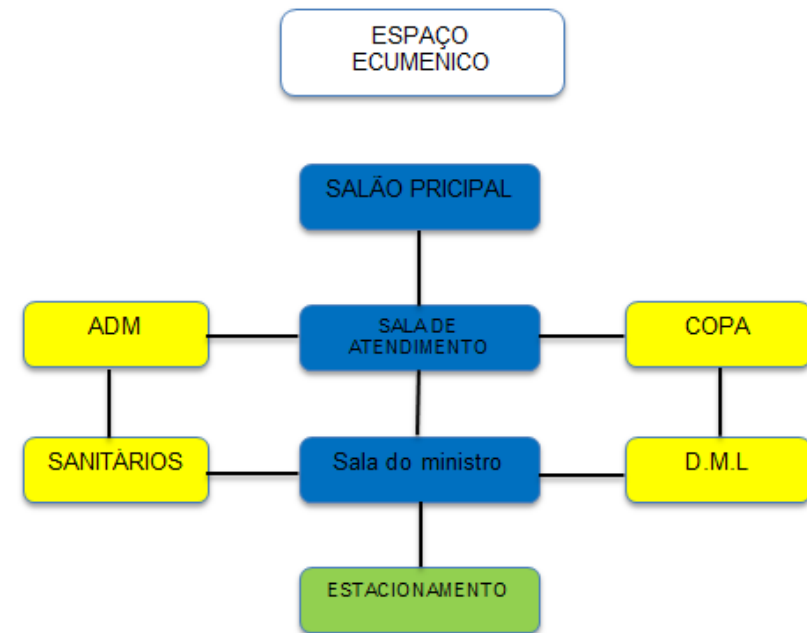 ESPAÇO
ECUMENICO
SALÃO PRICIPAL
ADM
SALA DE
ATENDIMENTO
COPA
SANITÀRIOS
Sala do ministro
D.M.L
ESTACIONAMENTO